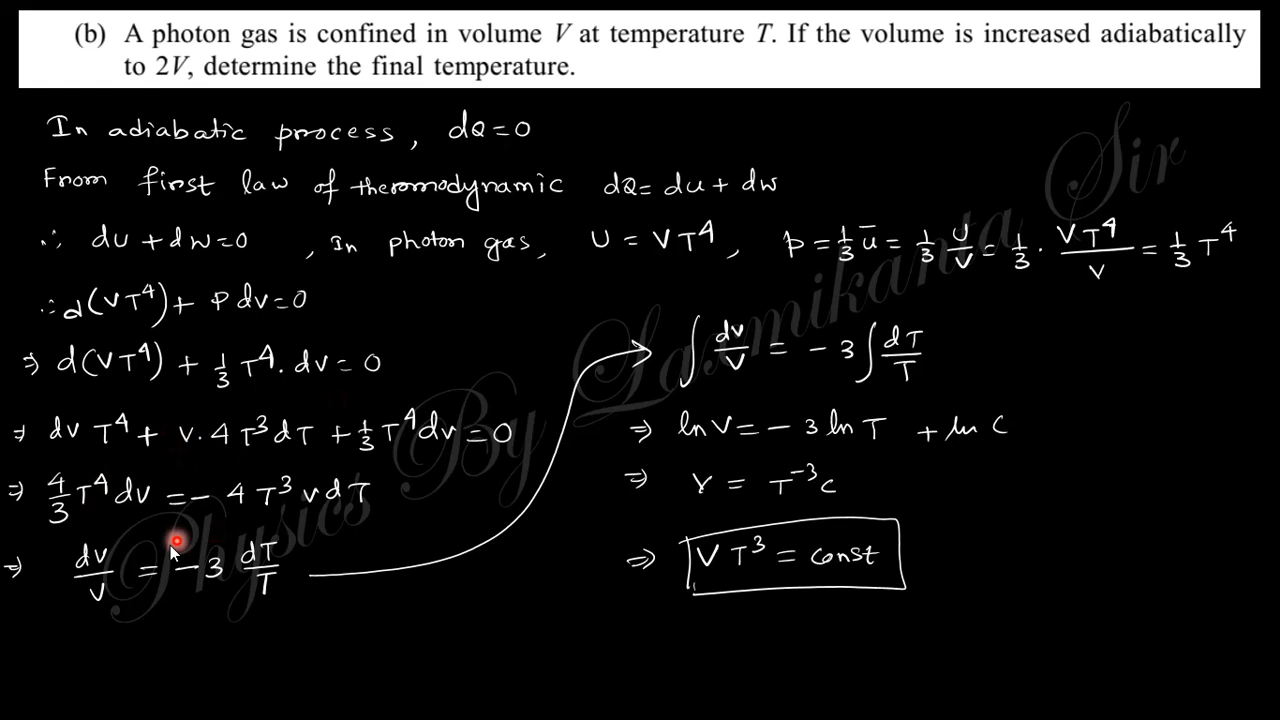 (b) A photon gas is confined in volume V at temperature T. If the volume is increased adiabatically
to 2V, determine the final temperature.
In adiabatic process, dQ=0
From first law of thermodynamic dQ= du + dw
∴ du + dw=0 , In photon gas, U = VT⁴, p = 1/3 ū = 1/3 U/V = 1/3 · VT⁴/V = 1/3 T⁴
∴ d(VT⁴) + P dv=0
⇒ d(VT⁴) + 1/3 T⁴. dv = 0
⇒ dv T⁴ + v. 4T³dT + 1/3 T⁴dv = 0
⇒ 4/3 T⁴dv = - 4T³vdT
⇒ dv/v = -3 dT/T
∫ dv/v = -3 ∫ dT/T
⇒ ln V = -3 ln T + ln C
⇒ V = T⁻³c
⇒ VT³ = const
Physics By Laxmikanta Sir